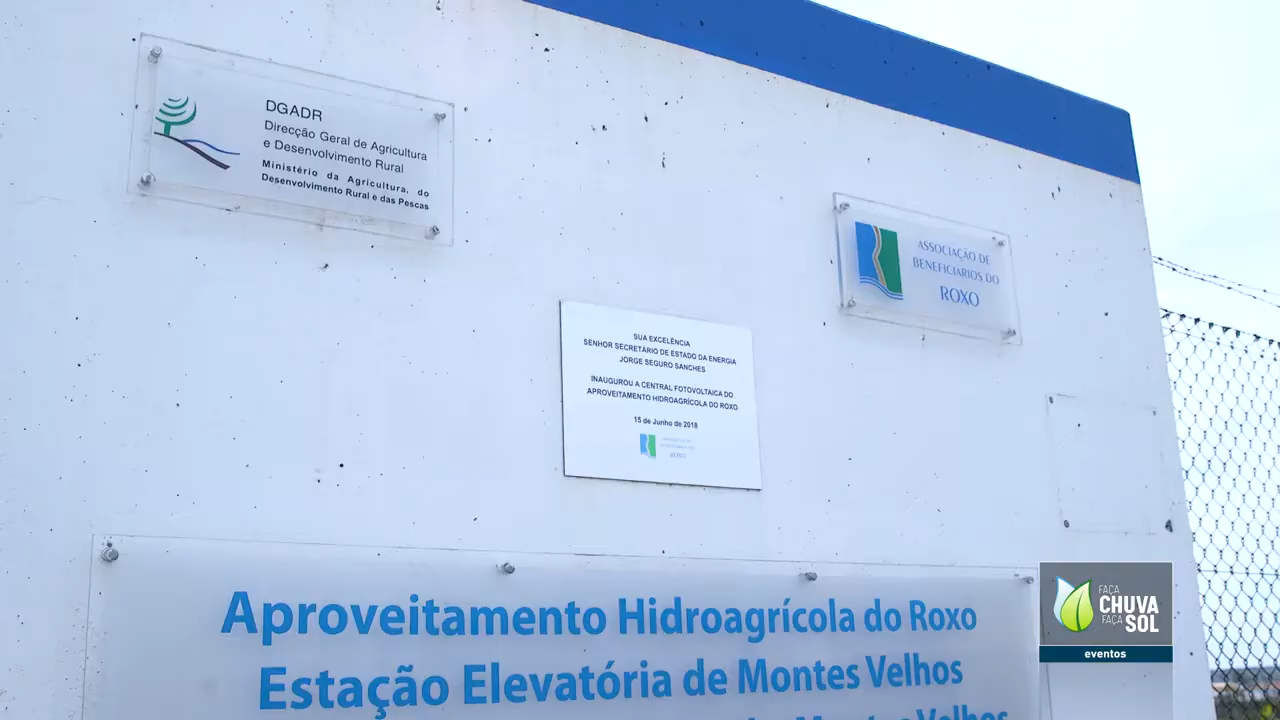 DGADR
Direcção Geral de Agricultura
e Desenvolvimento Rural
Ministério da Agricultura, do
Desenvolvimento Rural e das Pescas
ASSOCIAÇÃO DE
BENEFICIARIOS DO
ROXO
SUA EXCELÊNCIA
SENHOR SECRETÁRIO DE ESTADO DA ENERGIA
JORGE SEGURO SANCHES
INAUGUROU A CENTRAL FOTOVOLTAICA DO
APROVEITAMENTO HIDROAGRÍCOLA DO ROXO
15 de Junho de 2018
Aproveitamento Hidroagrícola do Roxo
Estação Elevatória de Montes Velhos
Montes Velhos
FAÇA
CHUVA
FAÇA SOL
eventos